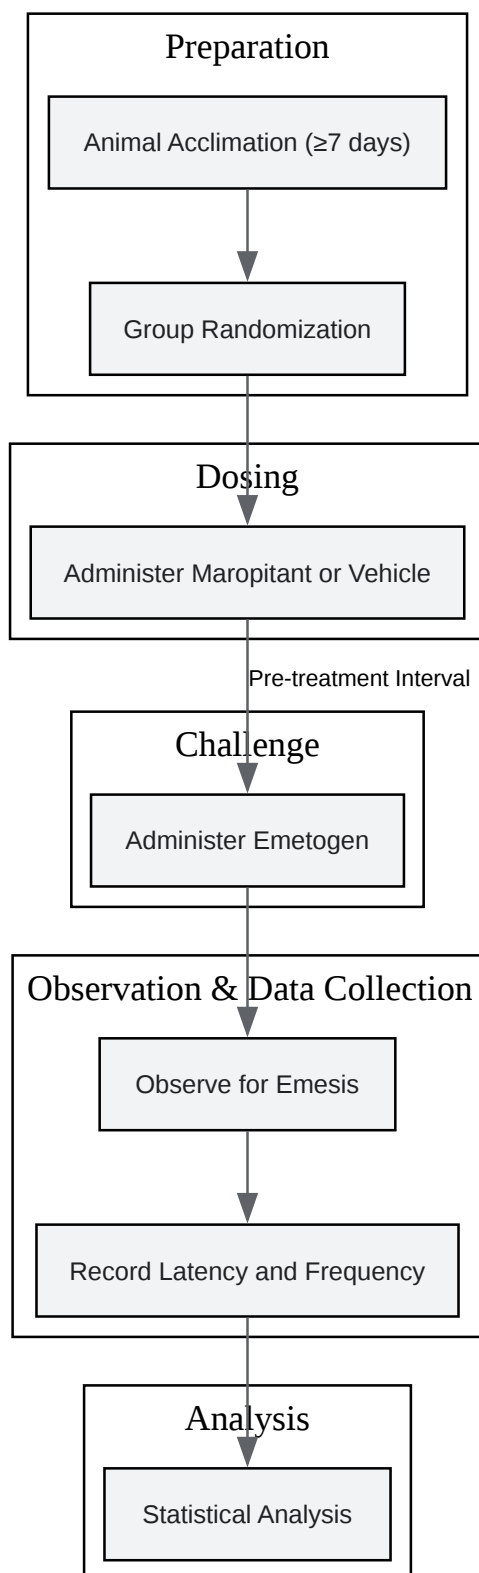 Preparation
Animal Acclimation (≥7 days)
Group Randomization
Dosing
Administer Maropitant or Vehicle
Pre-treatment Interval
Challenge
Administer Emetogen
Observation & Data Collection
Observe for Emesis
Record Latency and Frequency
Analysis
Statistical Analysis